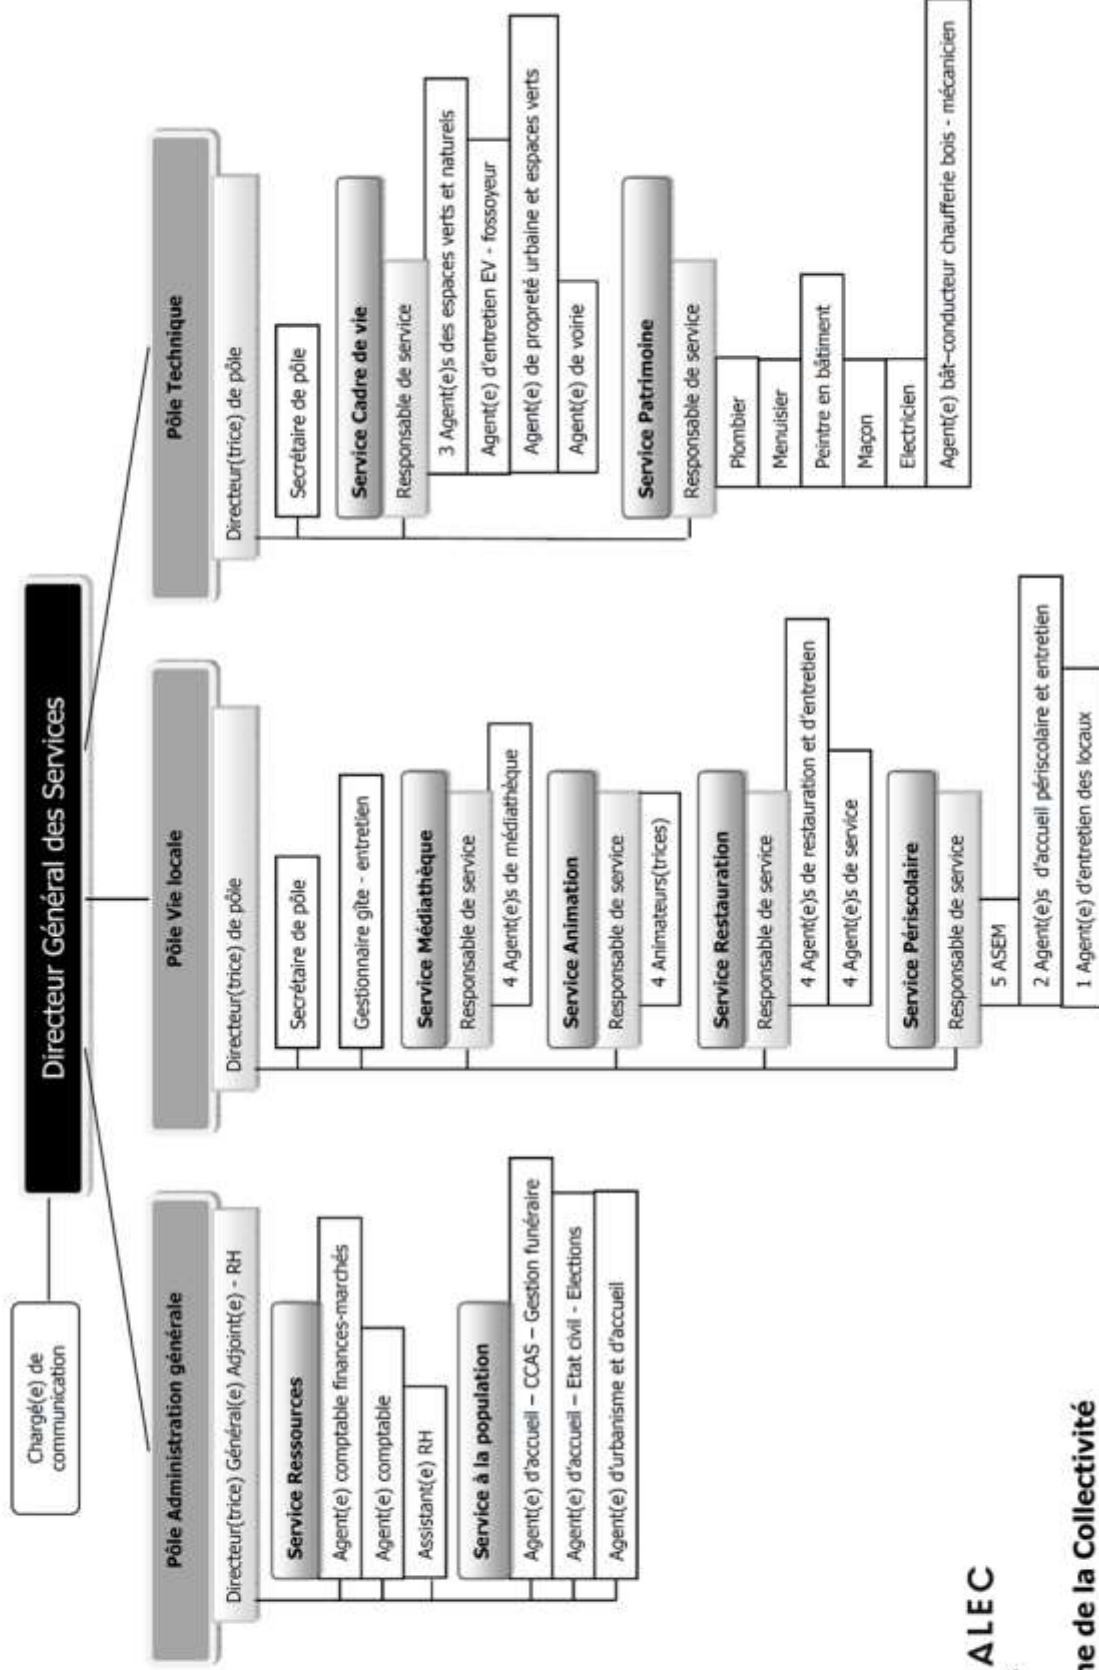 Chargé(e) de
communication
Directeur Général des Services
Pôle Administration générale
Directeur(trice) Général(e) Adjoint(e) - RH
Service Ressources
Agent(e) comptable finances-marchés
Agent(e) comptable
Assistant(e) RH
Service à la population
Agent(e) d'accueil – CCAS – Gestion funéraire
Agent(e) d'accueil – Etat civil - Elections
Agent(e) d'urbanisme et d'accueil
Pôle Vie locale
Directeur(trice) de pôle
Secrétaire de pôle
Gestionnaire gîte - entretien
Service Médiathèque
Responsable de service
4 Agent(e)s de médiathèque
Service Animation
Responsable de service
4 Animateurs(trices)
Service Restauration
Responsable de service
4 Agent(e)s de restauration et d'entretien
4 Agent(e)s de service
Service Périscolaire
Responsable de service
5 ASEM
2 Agent(e)s d'accueil périscolaire et entretien
1 Agent(e) d'entretien des locaux
Pôle Technique
Directeur(trice) de pôle
Secrétaire de pôle
Service Cadre de vie
Responsable de service
3 Agent(e)s des espaces verts et naturels
Agent(e) d'entretien EV - fossoyeur
Agent(e) de propreté urbaine et espaces verts
Agent(e) de voirie
Service Patrimoine
Responsable de service
Plombier
Menuisier
Peintre en bâtiment
Maçon
Electricien
Agent(e) bât–conducteur chaufferie bois - mécanicien
ALEC
de la Collectivité